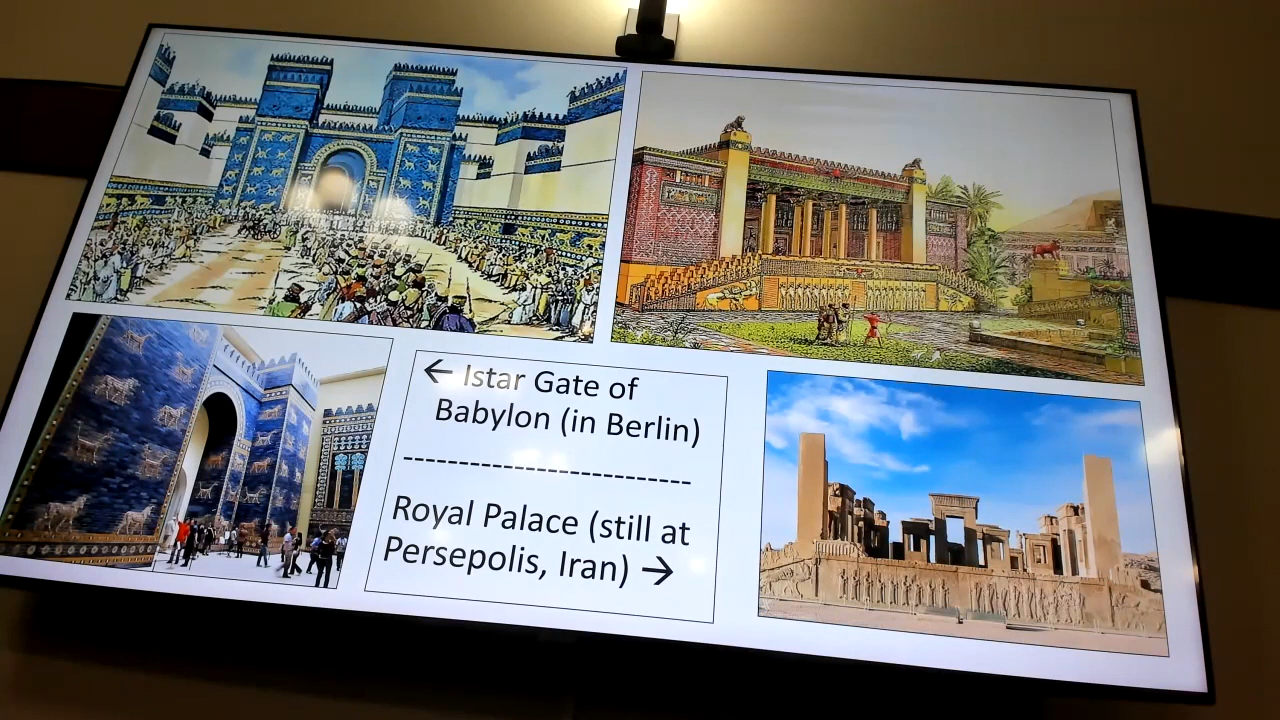 ← Istar Gate of
Babylon (in Berlin)
---------------------------
Royal Palace (still at
Persepolis, Iran) →